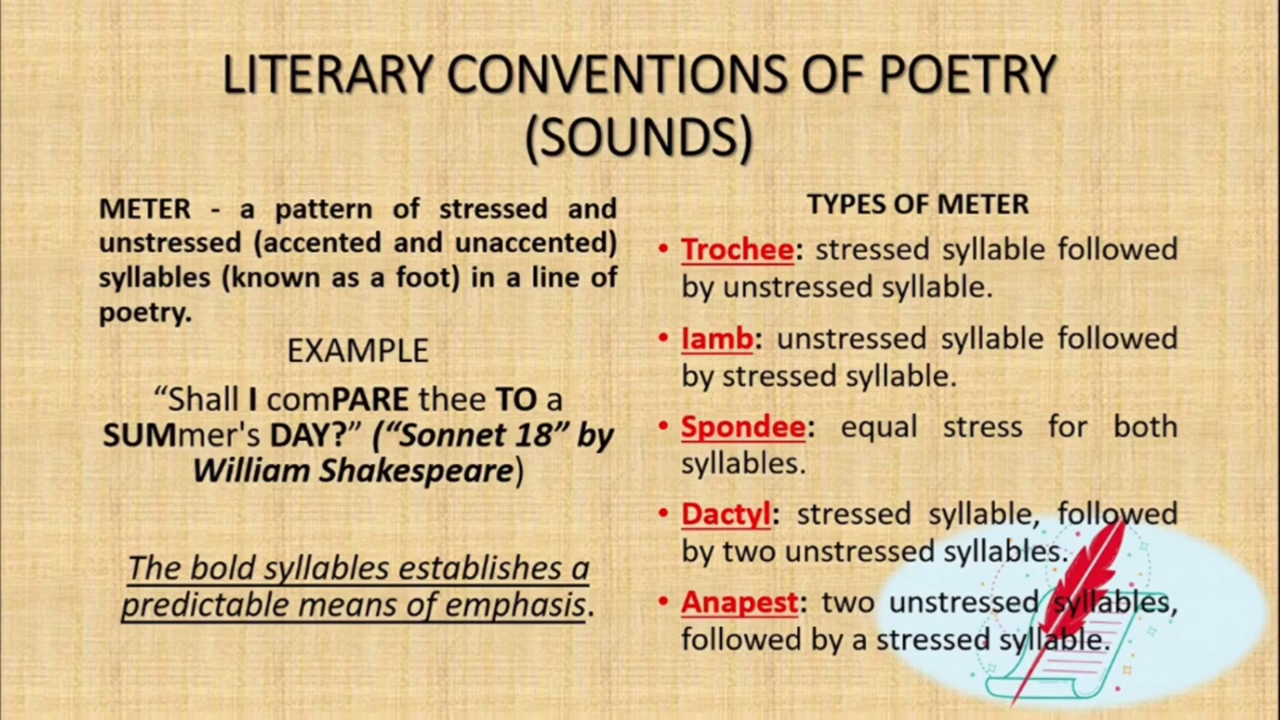 LITERARY CONVENTIONS OF POETRY
(SOUNDS)
METER - a pattern of stressed and
unstressed (accented and unaccented)
syllables (known as a foot) in a line of
poetry.
EXAMPLE
“Shall I comPARE thee TO a
SUMmer's DAY?” (“Sonnet 18” by
William Shakespeare)
The bold syllables establishes a
predictable means of emphasis.
TYPES OF METER
• Trochee: stressed syllable followed
by unstressed syllable.
• Iamb: unstressed syllable followed
by stressed syllable.
• Spondee: equal stress for both
syllables.
• Dactyl: stressed syllable, followed
by two unstressed syllables.
• Anapest: two unstressed syllables,
followed by a stressed syllable.